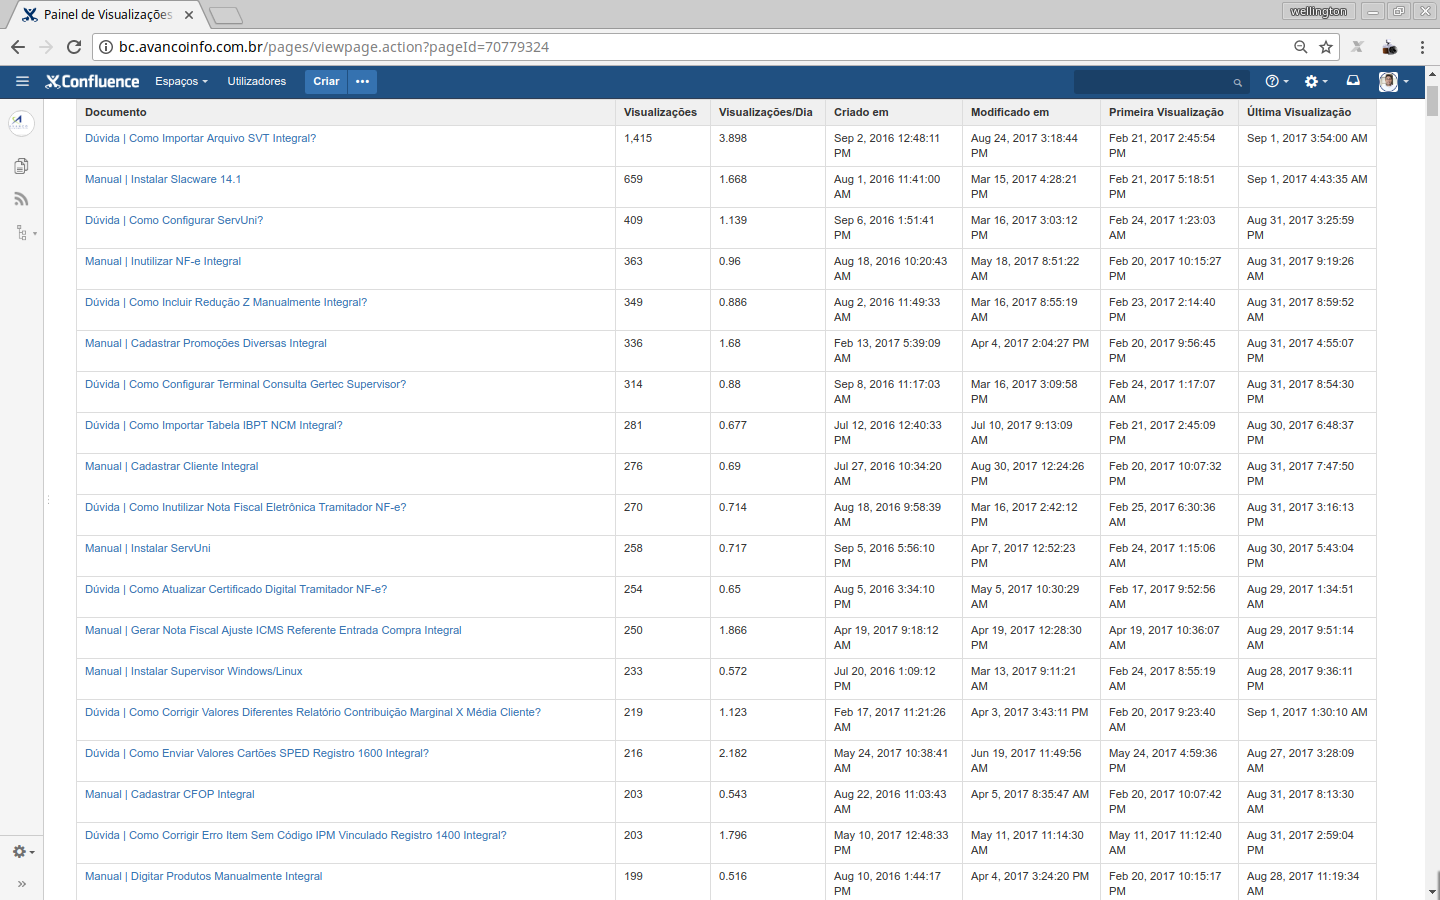 Painel de Visualizações
wellington
bc.avancoinfo.com.br/pages/viewpage.action?pageId=70779324
Confluence Espaços Utilizadores Criar •••
Documento Visualizações Visualizações/Dia Criado em Modificado em Primeira Visualização Última Visualização
Dúvida | Como Importar Arquivo SVT Integral? 1,415 3.898 Sep 2, 2016 12:48:11 PM Aug 24, 2017 3:18:44 PM Feb 21, 2017 2:45:54 PM Sep 1, 2017 3:54:00 AM
Manual | Instalar Slacware 14.1 659 1.668 Aug 1, 2016 11:41:00 AM Mar 15, 2017 4:28:21 PM Feb 21, 2017 5:18:51 PM Sep 1, 2017 4:43:35 AM
Dúvida | Como Configurar ServUni? 409 1.139 Sep 6, 2016 1:51:41 PM Mar 16, 2017 3:03:12 PM Feb 24, 2017 1:23:03 AM Aug 31, 2017 3:25:59 PM
Manual | Inutilizar NF-e Integral 363 0.96 Aug 18, 2016 10:20:43 AM May 18, 2017 8:51:22 AM Feb 20, 2017 10:15:27 PM Aug 31, 2017 9:19:26 AM
Dúvida | Como Incluir Redução Z Manualmente Integral? 349 0.886 Aug 2, 2016 11:49:33 AM Mar 16, 2017 8:55:19 AM Feb 23, 2017 2:14:40 PM Aug 31, 2017 8:59:52 AM
Manual | Cadastrar Promoções Diversas Integral 336 1.68 Feb 13, 2017 5:39:09 AM Apr 4, 2017 2:04:27 PM Feb 20, 2017 9:56:45 PM Aug 31, 2017 4:55:07 PM
Dúvida | Como Configurar Terminal Consulta Gertec Supervisor? 314 0.88 Sep 8, 2016 11:17:03 AM Mar 16, 2017 3:09:58 PM Feb 24, 2017 1:17:07 AM Aug 31, 2017 8:54:30 PM
Dúvida | Como Importar Tabela IBPT NCM Integral? 281 0.677 Jul 12, 2016 12:40:33 PM Jul 10, 2017 9:13:09 AM Feb 21, 2017 2:45:09 PM Aug 30, 2017 6:48:37 PM
Manual | Cadastrar Cliente Integral 276 0.69 Jul 27, 2016 10:34:20 AM Aug 30, 2017 12:24:26 PM Feb 20, 2017 10:07:32 PM Aug 31, 2017 7:47:50 PM
Dúvida | Como Inutilizar Nota Fiscal Eletrônica Tramitador NF-e? 270 0.714 Aug 18, 2016 9:58:39 AM Mar 16, 2017 2:42:12 PM Feb 25, 2017 6:30:36 AM Aug 31, 2017 3:16:13 PM
Manual | Instalar ServUni 258 0.717 Sep 5, 2016 5:56:10 PM Apr 7, 2017 12:52:23 PM Feb 24, 2017 1:15:06 AM Aug 30, 2017 5:43:04 PM
Dúvida | Como Atualizar Certificado Digital Tramitador NF-e? 254 0.65 Aug 5, 2016 3:34:10 PM May 5, 2017 10:30:29 AM Feb 17, 2017 9:52:56 AM Aug 29, 2017 1:34:51 AM
Manual | Gerar Nota Fiscal Ajuste ICMS Referente Entrada Compra Integral 250 1.866 Apr 19, 2017 9:18:12 AM Apr 19, 2017 12:28:30 PM Apr 19, 2017 10:36:07 AM Aug 29, 2017 9:51:14 AM
Manual | Instalar Supervisor Windows/Linux 233 0.572 Jul 20, 2016 1:09:12 PM Mar 13, 2017 9:11:21 AM Feb 24, 2017 8:55:19 AM Aug 28, 2017 9:36:11 PM
Dúvida | Como Corrigir Valores Diferentes Relatório Contribuição Marginal X Média Cliente? 219 1.123 Feb 17, 2017 11:21:26 AM Apr 3, 2017 3:43:11 PM Feb 20, 2017 9:23:40 AM Sep 1, 2017 1:30:10 AM
Dúvida | Como Enviar Valores Cartões SPED Registro 1600 Integral? 216 2.182 May 24, 2017 10:38:41 AM Jun 19, 2017 11:49:56 AM May 24, 2017 4:59:36 PM Aug 27, 2017 3:28:09 AM
Manual | Cadastrar CFOP Integral 203 0.543 Aug 22, 2016 11:03:43 AM Apr 5, 2017 8:35:47 AM Feb 20, 2017 10:07:42 PM Aug 31, 2017 8:13:30 AM
Dúvida | Como Corrigir Erro Item Sem Código IPM Vinculado Registro 1400 Integral? 203 1.796 May 10, 2017 12:48:33 PM May 11, 2017 11:14:30 AM May 11, 2017 11:12:40 AM Aug 31, 2017 2:59:04 PM
Manual | Digitar Produtos Manualmente Integral 199 0.516 Aug 10, 2016 1:44:17 PM Apr 4, 2017 3:24:20 PM Feb 20, 2017 10:15:17 PM Aug 28, 2017 11:19:34 AM